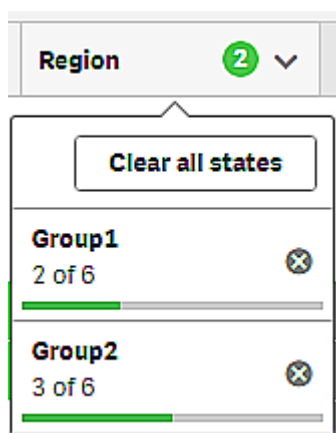 Region 2
Clear all states
Group1
2 of 6
Group2
3 of 6